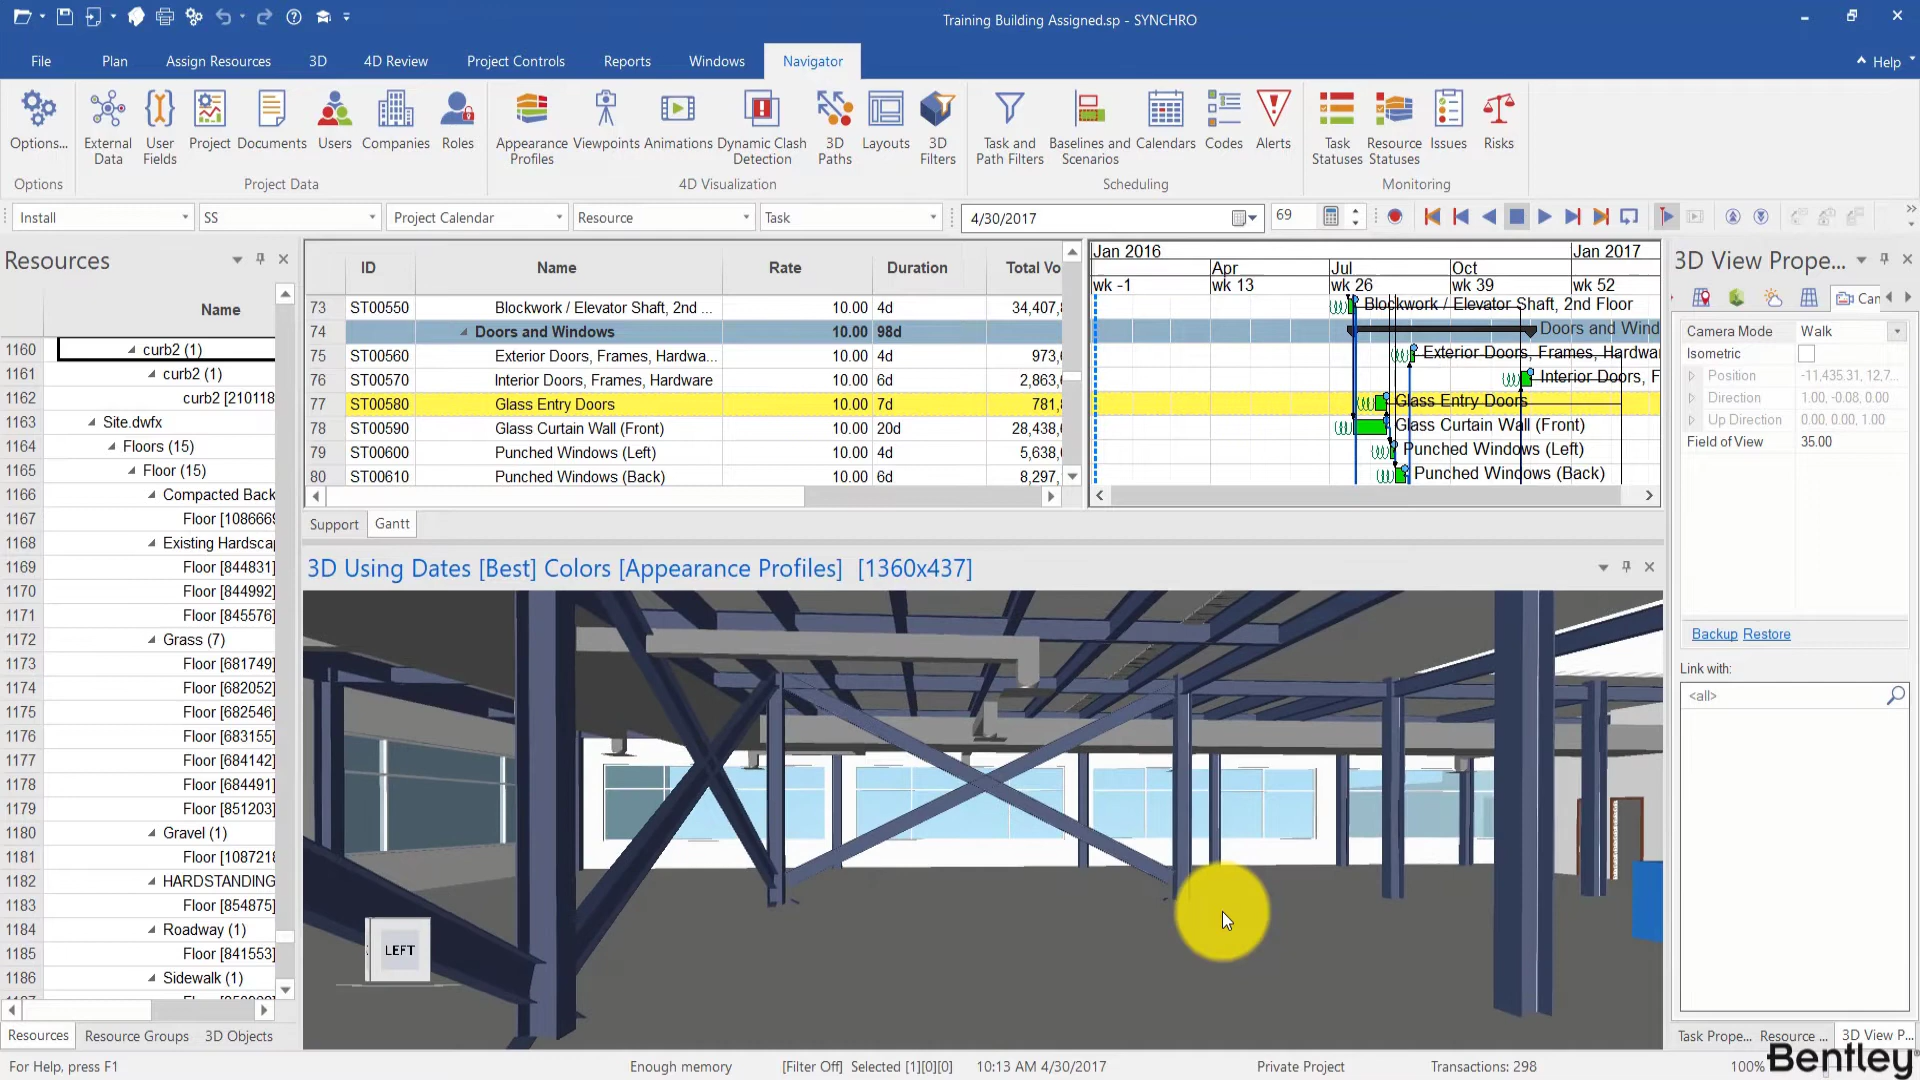 Training Building Assigned.sp - SYNCHRO
File Plan Assign Resources 3D 4D Review Project Controls Reports Windows Navigator Help
Options... External Data User Fields Project Documents Users Companies Roles Appearance Profiles Viewpoints Animations Dynamic Clash Detection 3D Paths Layouts 3D Filters Task and Path Filters Baselines and Scenarios Calendars Codes Alerts Task Statuses Resource Statuses Issues Risks
Options Project Data 4D Visualization Scheduling Monitoring
Install SS Project Calendar Resource Task 4/30/2017 69
Resources
Name
1160 curb2 (1)
1161 curb2 (1)
1162 curb2 [210118
1163 Site.dwfx
1164 Floors (15)
1165 Floor (15)
1166 Compacted Back
1167 Floor [1086669
1168 Existing Hardscap
1169 Floor [844831]
1170 Floor [844992]
1171 Floor [845576]
1172 Grass (7)
1173 Floor [681749]
1174 Floor [682052]
1175 Floor [682546]
1176 Floor [683155]
1177 Floor [684142]
1178 Floor [684491]
1179 Floor [851203]
1180 Gravel (1)
1181 Floor [1087218
1182 HARDSTANDING
1183 Floor [854875]
1184 Roadway (1)
1185 Floor [841553]
1186 Sidewalk (1)
Resources Resource Groups 3D Objects
ID Name Rate Duration Total Vo
73 ST00550 Blockwork / Elevator Shaft, 2nd ... 10.00 4d 34,407,
74 Doors and Windows 10.00 98d
75 ST00560 Exterior Doors, Frames, Hardwa... 10.00 4d 973,
76 ST00570 Interior Doors, Frames, Hardware 10.00 6d 2,863,
77 ST00580 Glass Entry Doors 10.00 7d 781,
78 ST00590 Glass Curtain Wall (Front) 10.00 20d 28,438,
79 ST00600 Punched Windows (Left) 10.00 4d 5,638,
80 ST00610 Punched Windows (Back) 10.00 6d 8,297,
Support Gantt
Jan 2016 Jan 2017
Apr Jul Oct
wk -1 wk 13 wk 26 wk 39 wk 52
Blockwork / Elevator Shaft, 2nd Floor
Doors and Wind
Exterior Doors, Frames, Hardwa
Interior Doors, F
Glass Entry Doors
Glass Curtain Wall (Front)
Punched Windows (Left)
Punched Windows (Back)
3D Using Dates [Best] Colors [Appearance Profiles] [1360x437]
LEFT
3D View Prope...
Can
Camera Mode Walk
Isometric
Position -11,435.31, 12,7...
Direction 1.00, -0.08, 0.00
Up Direction 0.00, 0.00, 1.00
Field of View 35.00
Backup Restore
Link with:
<all>
Task Prope... Resource ... 3D View P...
For Help, press F1 Enough memory [Filter Off] Selected [1][0][0] 10:13 AM 4/30/2017 Private Project Transactions: 298 100%
Bentley